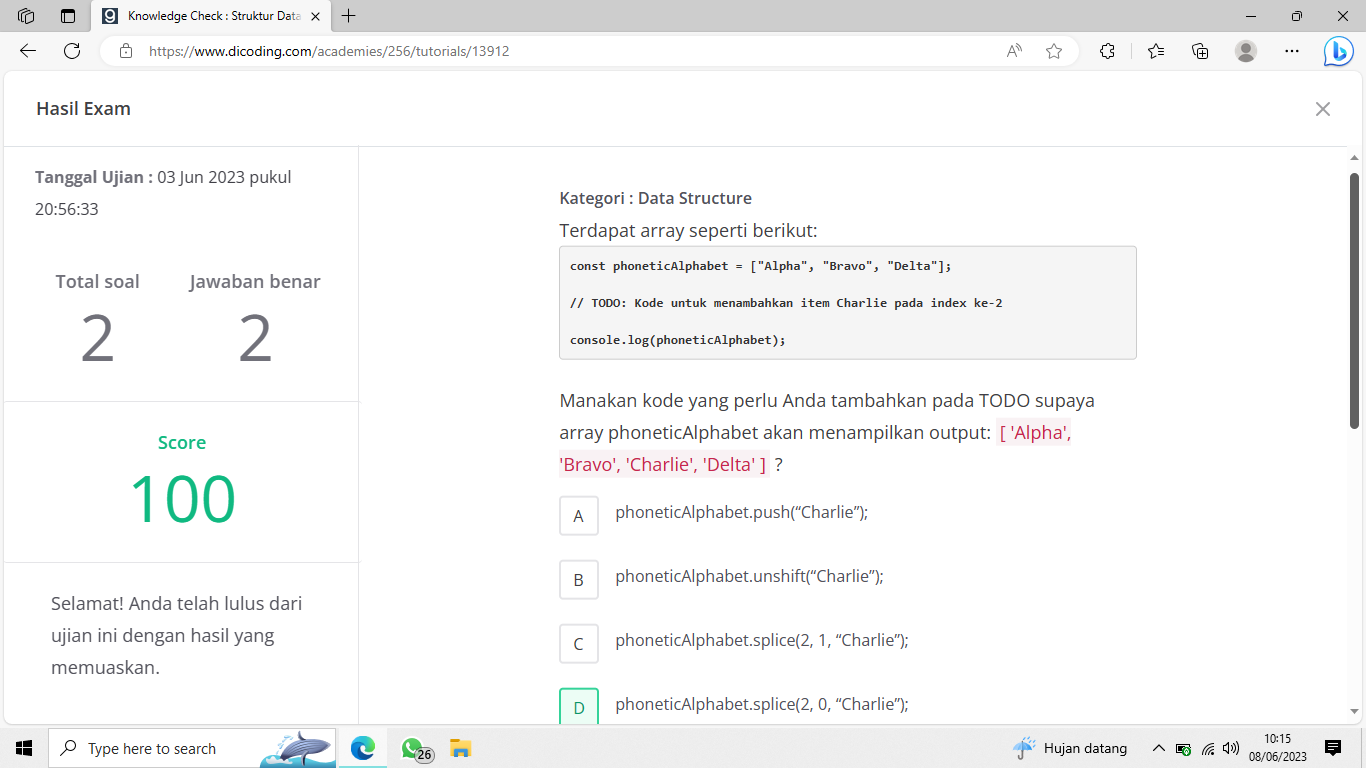 Knowledge Check : Struktur Data
https://www.dicoding.com/academies/256/tutorials/13912
Hasil Exam
Tanggal Ujian : 03 Jun 2023 pukul
20:56:33
Total soal
Jawaban benar
2
2
Score
100
Selamat! Anda telah lulus dari
ujian ini dengan hasil yang
memuaskan.
Kategori : Data Structure
Terdapat array seperti berikut:
const phoneticAlphabet = ["Alpha", "Bravo", "Delta"];
// TODO: Kode untuk menambahkan item Charlie pada index ke-2
console.log(phoneticAlphabet);
Manakan kode yang perlu Anda tambahkan pada TODO supaya
array phoneticAlphabet akan menampilkan output: [ 'Alpha',
'Bravo', 'Charlie', 'Delta' ] ?
A phoneticAlphabet.push(“Charlie”);
B phoneticAlphabet.unshift(“Charlie”);
C phoneticAlphabet.splice(2, 1, “Charlie”);
D phoneticAlphabet.splice(2, 0, “Charlie”);
Type here to search
26
Hujan datang
10:15
08/06/2023